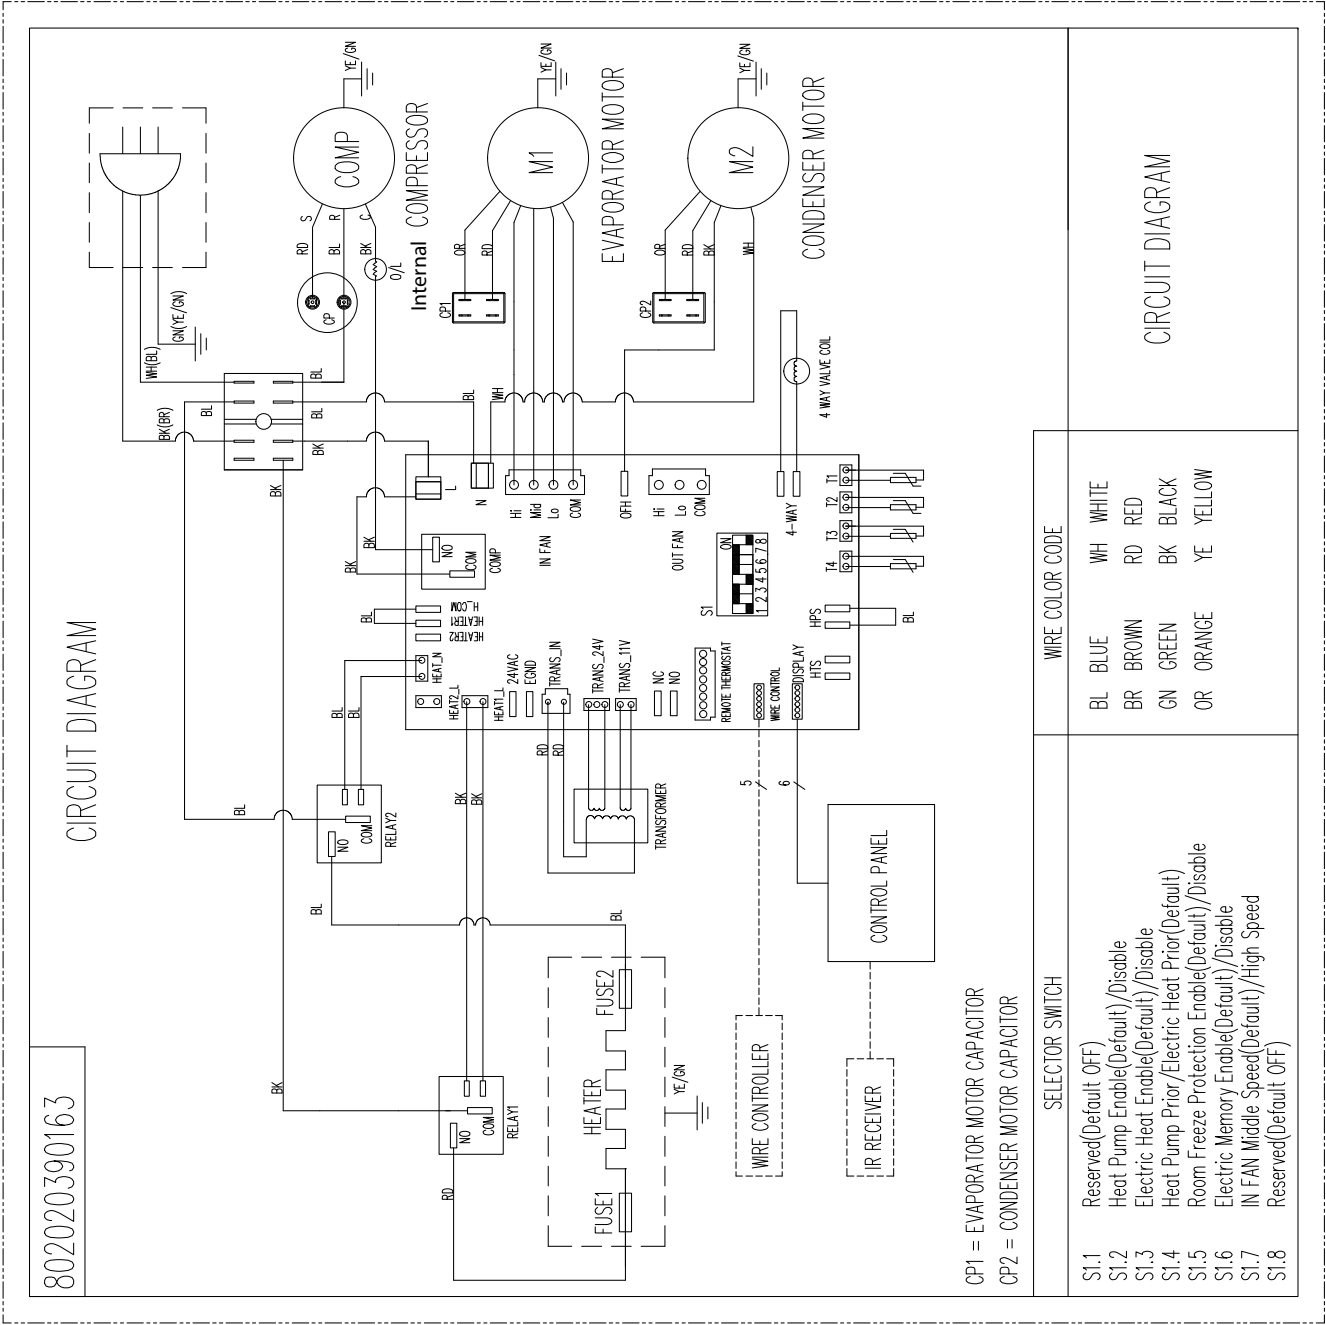 802020390163
CIRCUIT DIAGRAM
YE/GN
COMP
S
R
C
COMPRESSOR
Internal
RD
BL
BK
O/L
CP
YE/GN
M1
EVAPORATOR MOTOR
OR
RD
CP1
YE/GN
M2
CONDENSER MOTOR
OR
RD
BK
WH
CP2
GN(YE/GN)
WH(BL)
BK(BR)
BL
BL
BL
BK
BK
BL
WH
4 WAY VALVE COIL
L
N
Hi
Mid
Lo
COM
IN FAN
OFH
Hi
Lo
COM
OUT FAN
4-WAY
T1
T2
T3
T4
BK
BK
NO
COM
COMP
BL
H_COM
HEATER1
HEATER2
S1
ON
1 2 3 4 5 6 7 8
HPS
BL
HTS
HEAT_N
HEAT2_L
HEAT1_L
24VAC
EGND
TRANS_IN
TRANS_24V
TRANS_11V
NC
NO
REMOTE THERMOSTAT
WIRE CONTROL
DISPLAY
BL
BL
BK
BK
RD
RD
5
6
TRANSFORMER
BL
NO
COM
RELAY2
BL
BL
BK
NO
COM
RELAY1
RD
FUSE2
HEATER
FUSE1
YE/GN
CONTROL PANEL
WIRE CONTROLLER
IR RECEIVER
CP1 = EVAPORATOR MOTOR CAPACITOR
CP2 = CONDENSER MOTOR CAPACITOR
SELECTOR SWITCH
S1.1 Reserved(Default OFF)
S1.2 Heat Pump Enable(Default)/Disable
S1.3 Electric Heat Enable(Default)/Disable
S1.4 Heat Pump Prior/Electric Heat Prior(Default)
S1.5 Room Freeze Protection Enable(Default)/Disable
S1.6 Electric Memory Enable(Default)/Disable
S1.7 IN FAN Middle Speed(Default)/High Speed
S1.8 Reserved(Default OFF)
WIRE COLOR CODE
BL BLUE WH WHITE
BR BROWN RD RED
GN GREEN BK BLACK
OR ORANGE YE YELLOW
CIRCUIT DIAGRAM